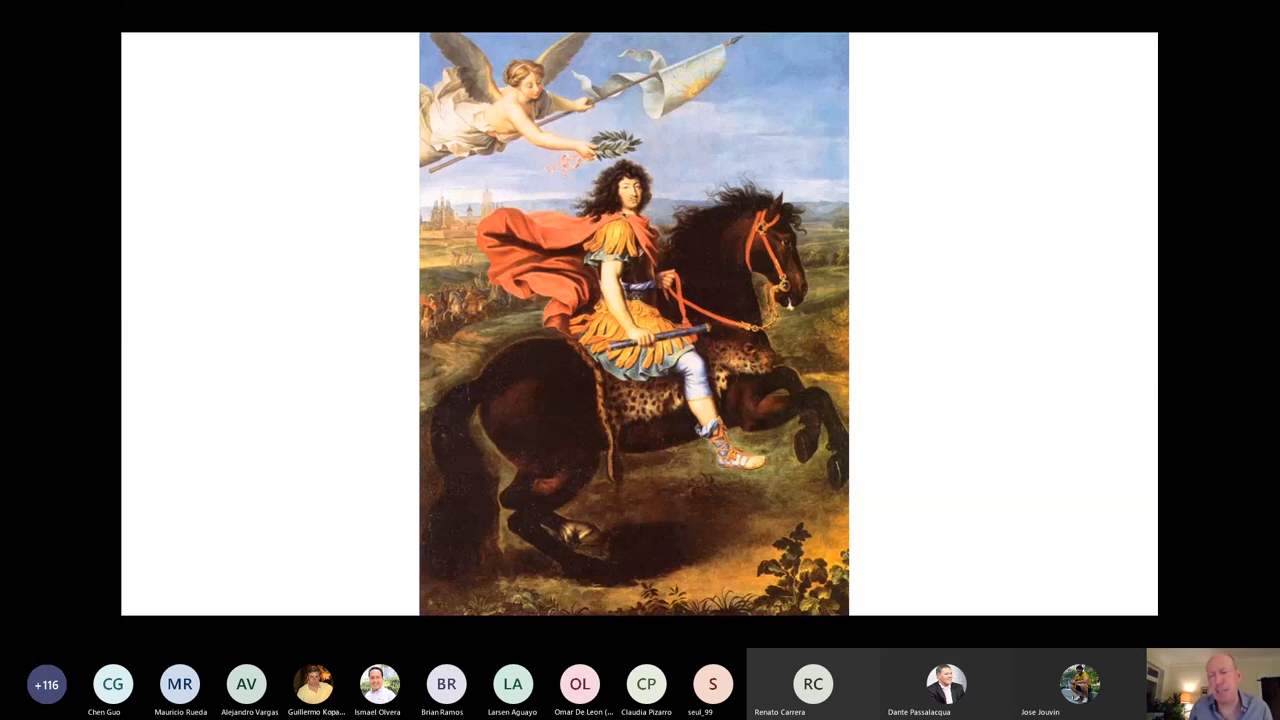 +116
CG
MR
AV
BR
LA
OL
CP
S
RC
Chen Guo
Mauricio Rueda
Alejandro Vargas
Guillermo Kopa...
Ismael Olvera
Brian Ramos
Larsen Aguayo
Omar De Leon (...
Claudia Pizarro
seul_99
Renato Carrera
Dante Passalacqua
Jose Jouvin